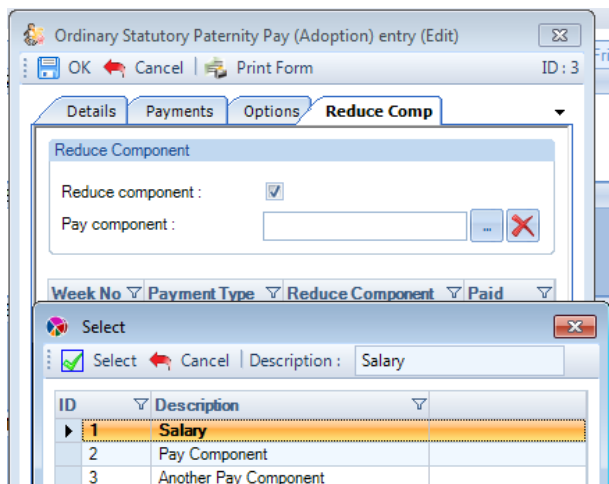 Ordinary Statutory Paternity Pay (Adoption) entry (Edit)
Fri
OK Cancel Print Form ID : 3
Details Payments Options Reduce Comp
Reduce Component
Reduce component :
Pay component : ...
Week No Payment Type Reduce Component Paid
Select
Select Cancel Description : Salary
ID Description
1 Salary
2 Pay Component
3 Another Pay Component